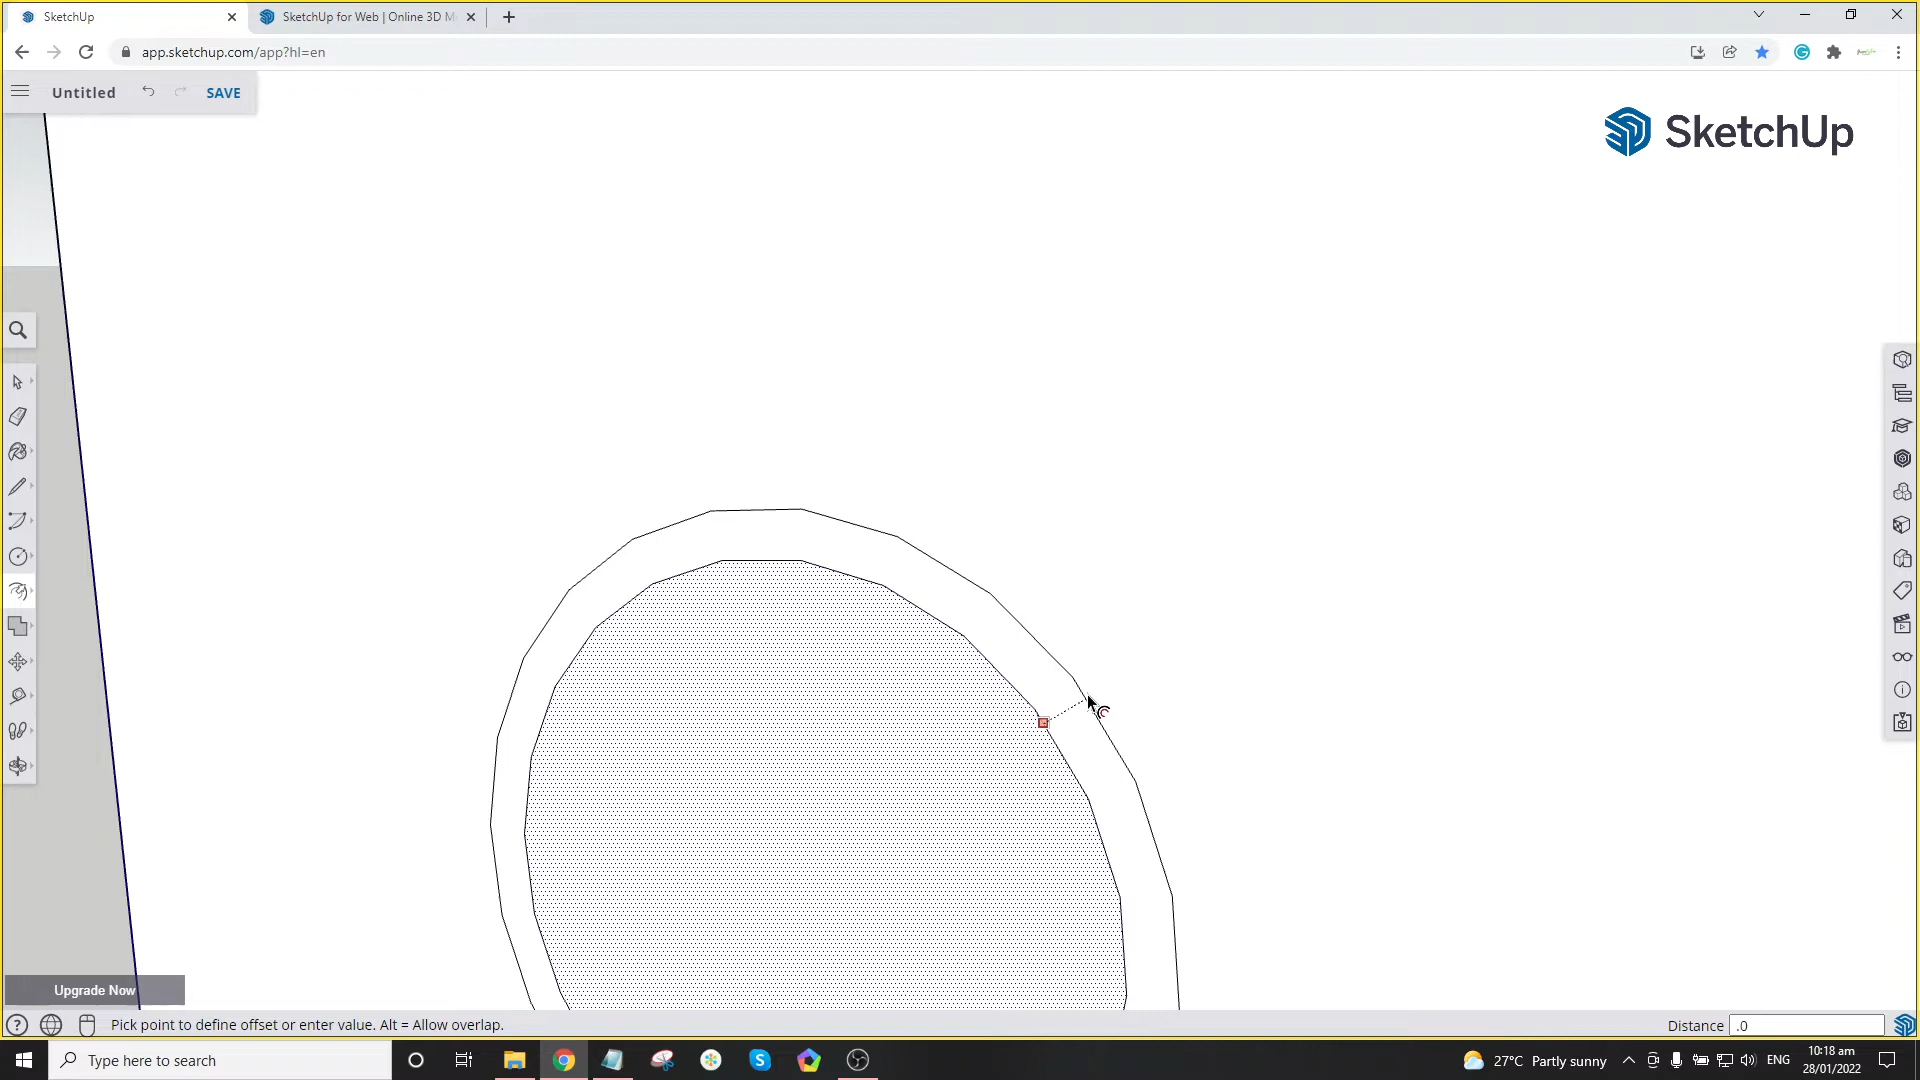 SketchUp
SketchUp for Web | Online 3D M
app.sketchup.com/app?hl=en
Untitled
SAVE
SketchUp
Upgrade Now
Pick point to define offset or enter value. Alt = Allow overlap.
Distance .0
Type here to search
27°C Partly sunny
ENG
10:18 am
28/01/2022